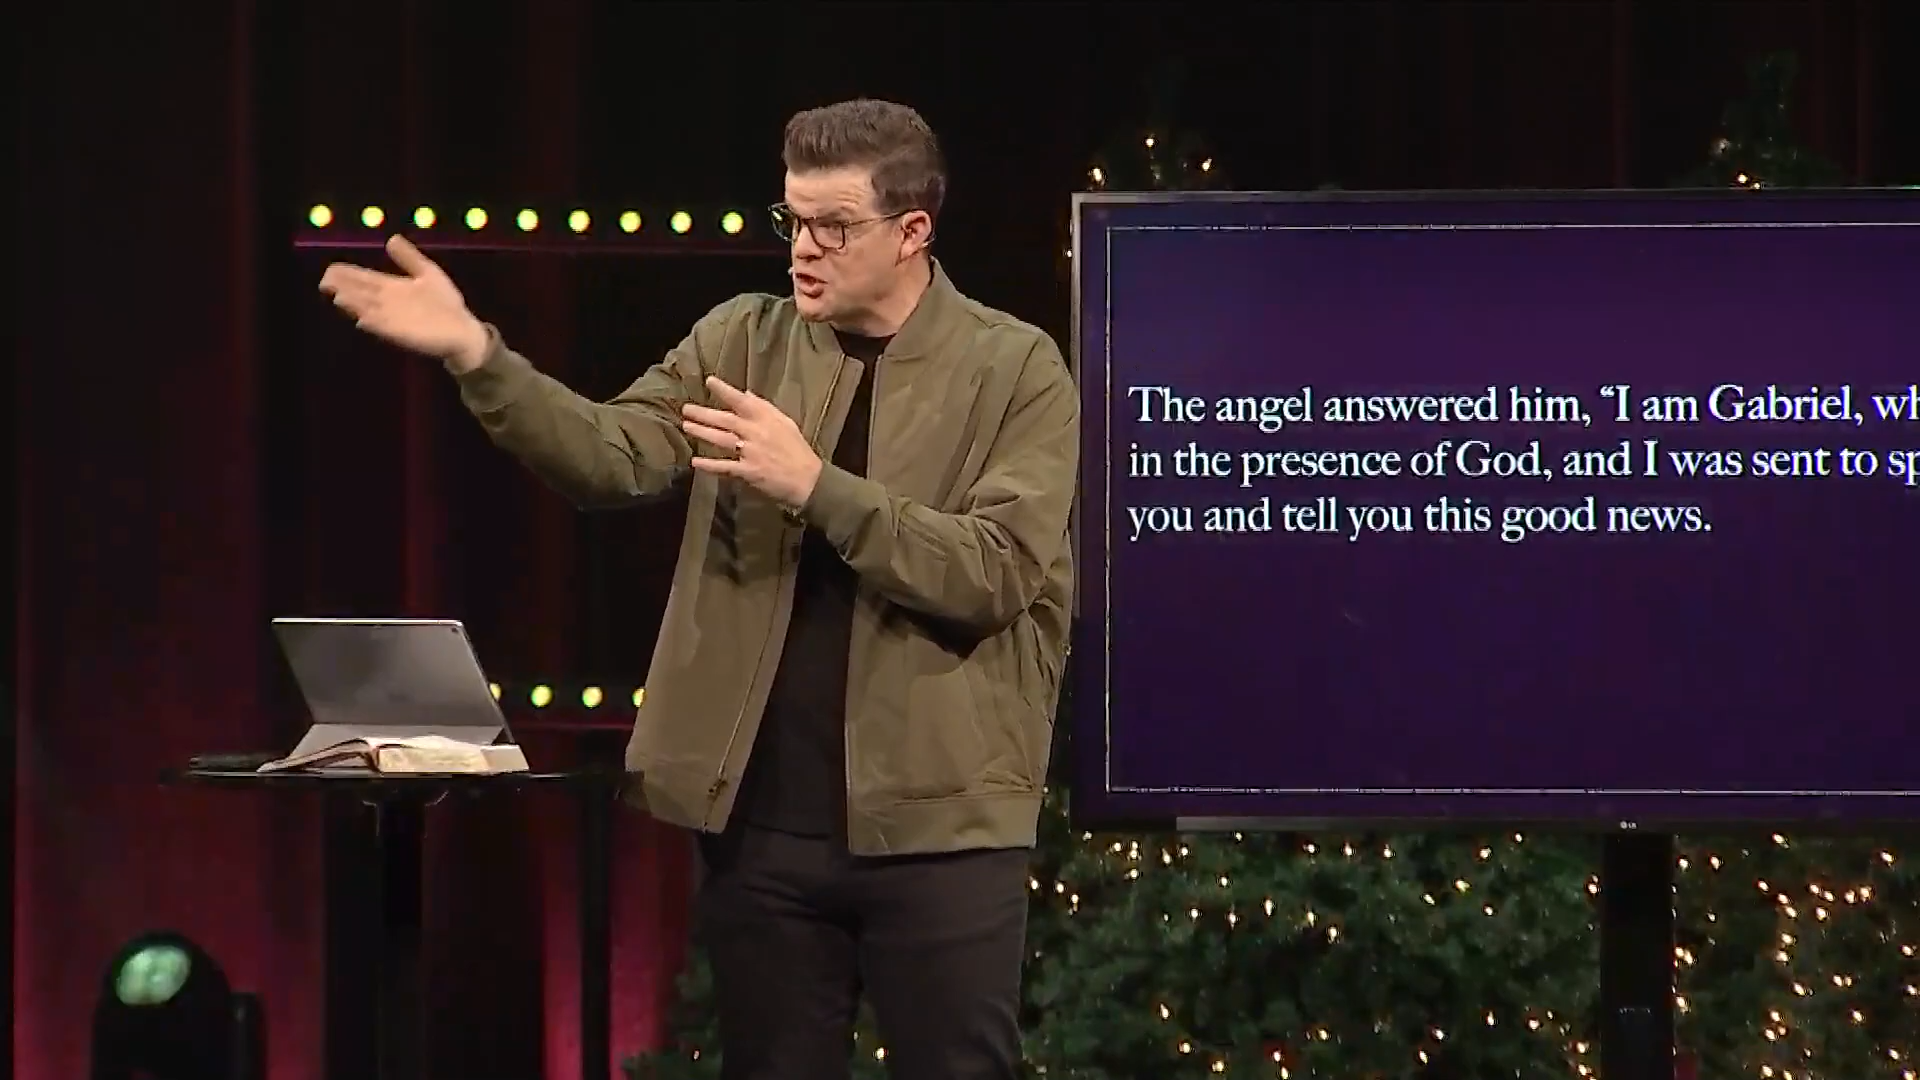 The angel answered him, “I am Gabriel, wh
in the presence of God, and I was sent to sp
you and tell you this good news.
LG